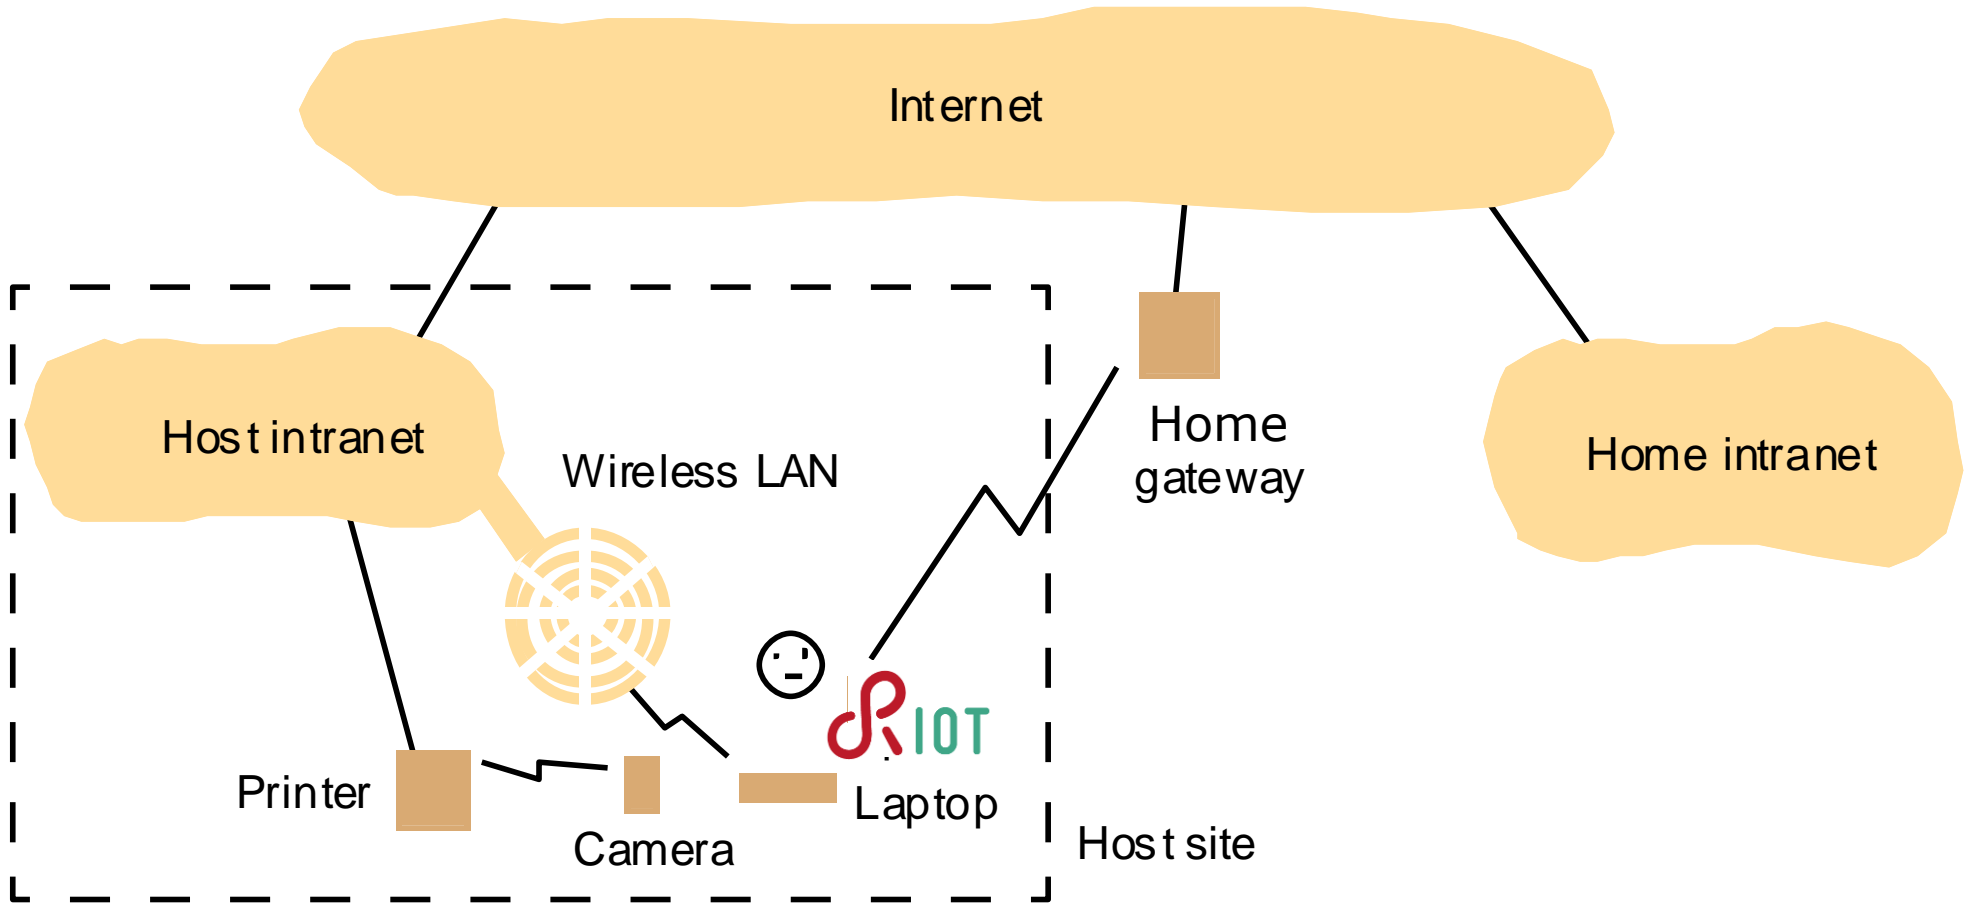 Internet
Host intranet
Wireless LAN
Home
gateway
Home intranet
RIOT
Printer
Camera
Laptop
Host site